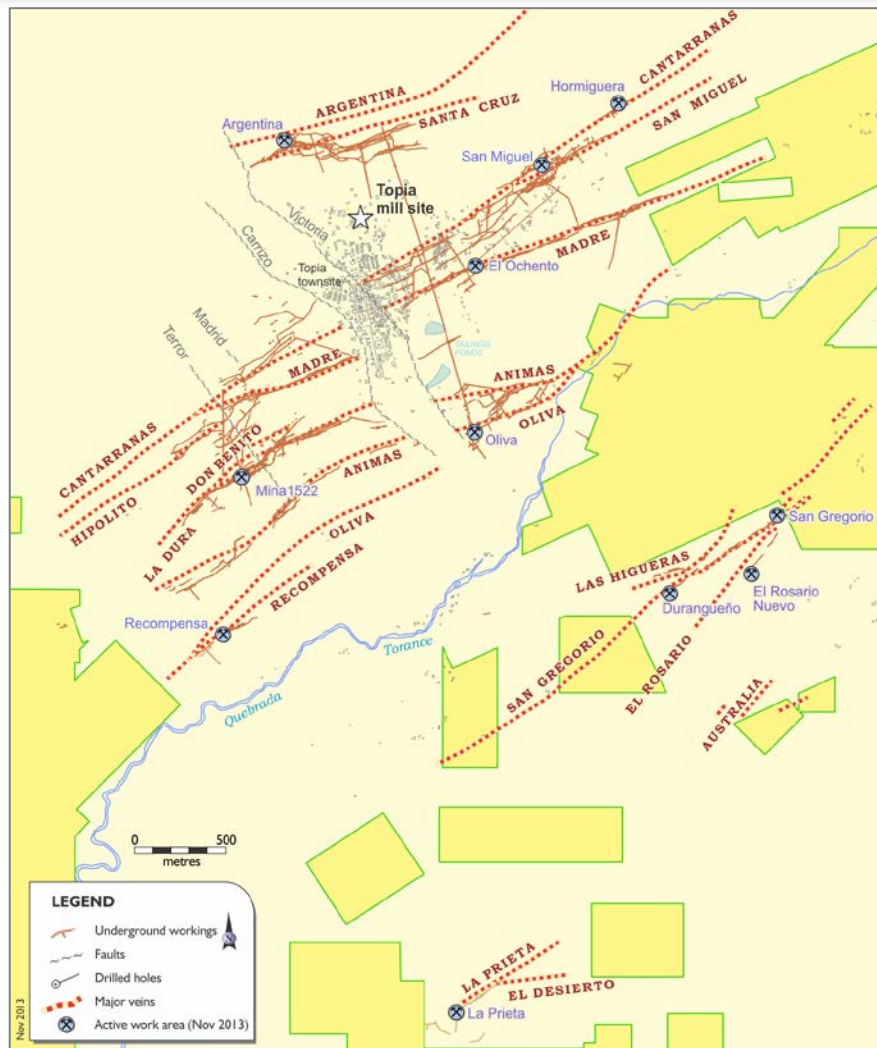 CANTARRANAS
Hormiguera
ARGENTINA
SANTA CRUZ
SAN MIGUEL
Argentina
San Miguel
Topia
mill site
Victoria
Carrizo
MADRE
El Ochento
Topia
townsite
Madrid
Terror
TAILINGS
PONDS
MADRE
ANIMAS
OLIVA
CANTARRANAS
DON BENITO
Oliva
HIPOLITO
ANIMAS
Mina1522
San Gregorio
LA DURA
OLIVA
LAS HIGUERAS
RECOMPENSA
El Rosario
Nuevo
Durangueño
Recompensa
Torance
SAN GREGORIO
EL ROSARIO
Quebrada
AUSTRALIA
0 500
metres
LEGEND
Underground workings
Faults
Drilled holes
Major veins
Active work area (Nov 2013)
Nov 2013
LA PRIETA
EL DESIERTO
La Prieta